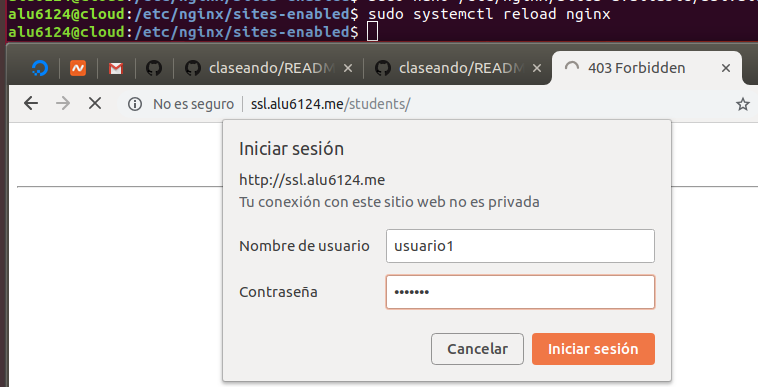 alu6124@cloud:/etc/nginx/sites-enabled$ sudo systemctl reload nginx
alu6124@cloud:/etc/nginx/sites-enabled$
claseando/READM
claseando/READM
403 Forbidden
No es seguro ssl.alu6124.me/students/
Iniciar sesión
http://ssl.alu6124.me
Tu conexión con este sitio web no es privada
Nombre de usuario usuario1
Contraseña •••••••
Cancelar Iniciar sesión